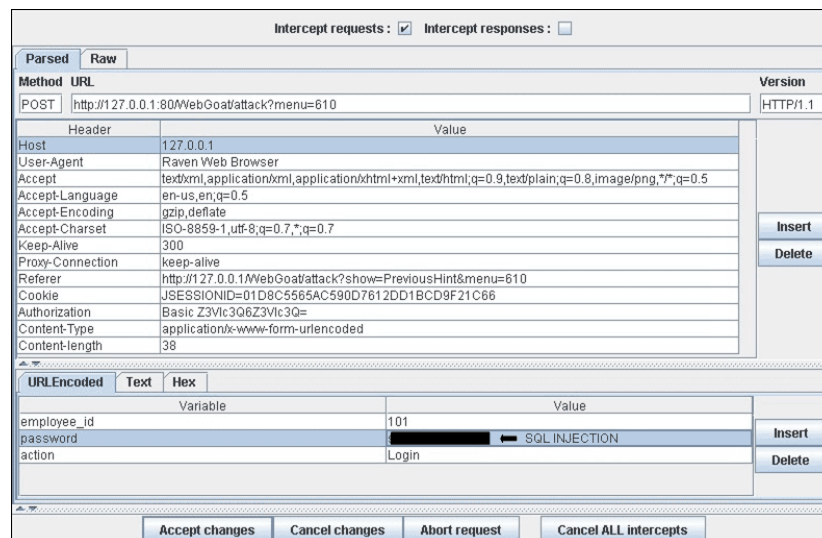 Intercept requests : Intercept responses :
Parsed Raw
Method URL Version
POST http://127.0.0.1:80/WebGoat/attack?menu=610 HTTP/1.1
Header Value
Host 127.0.0.1
User-Agent Raven Web Browser
Accept text/xml,application/xml,application/xhtml+xml,text/html;q=0.9,text/plain;q=0.8,image/png,*/*;q=0.5
Accept-Language en-us,en;q=0.5
Accept-Encoding gzip,deflate
Accept-Charset ISO-8859-1,utf-8;q=0.7,*;q=0.7
Keep-Alive 300
Proxy-Connection keep-alive
Referer http://127.0.0.1/WebGoat/attack?show=PreviousHint&menu=610
Cookie JSESSIONID=01D8C5565AC590D7612DD1BCD9F21C66
Authorization Basic Z3Vlc3Q6Z3Vlc3Q=
Content-Type application/x-www-form-urlencoded
Content-length 38
Insert
Delete
URLEncoded Text Hex
Variable Value
employee_id 101
password SQL INJECTION
action Login
Insert
Delete
Accept changes Cancel changes Abort request Cancel ALL intercepts